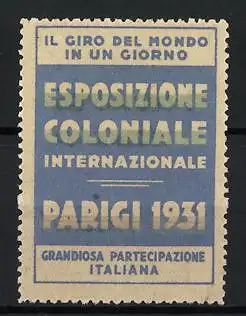 IL GIRO DEL MONDO
IN UN GIORNO
ESPOSIZIONE
COLONIALE
INTERNAZIONALE
PARIGI 1931
GRANDIOSA PARTECIPAZIONE
ITALIANA